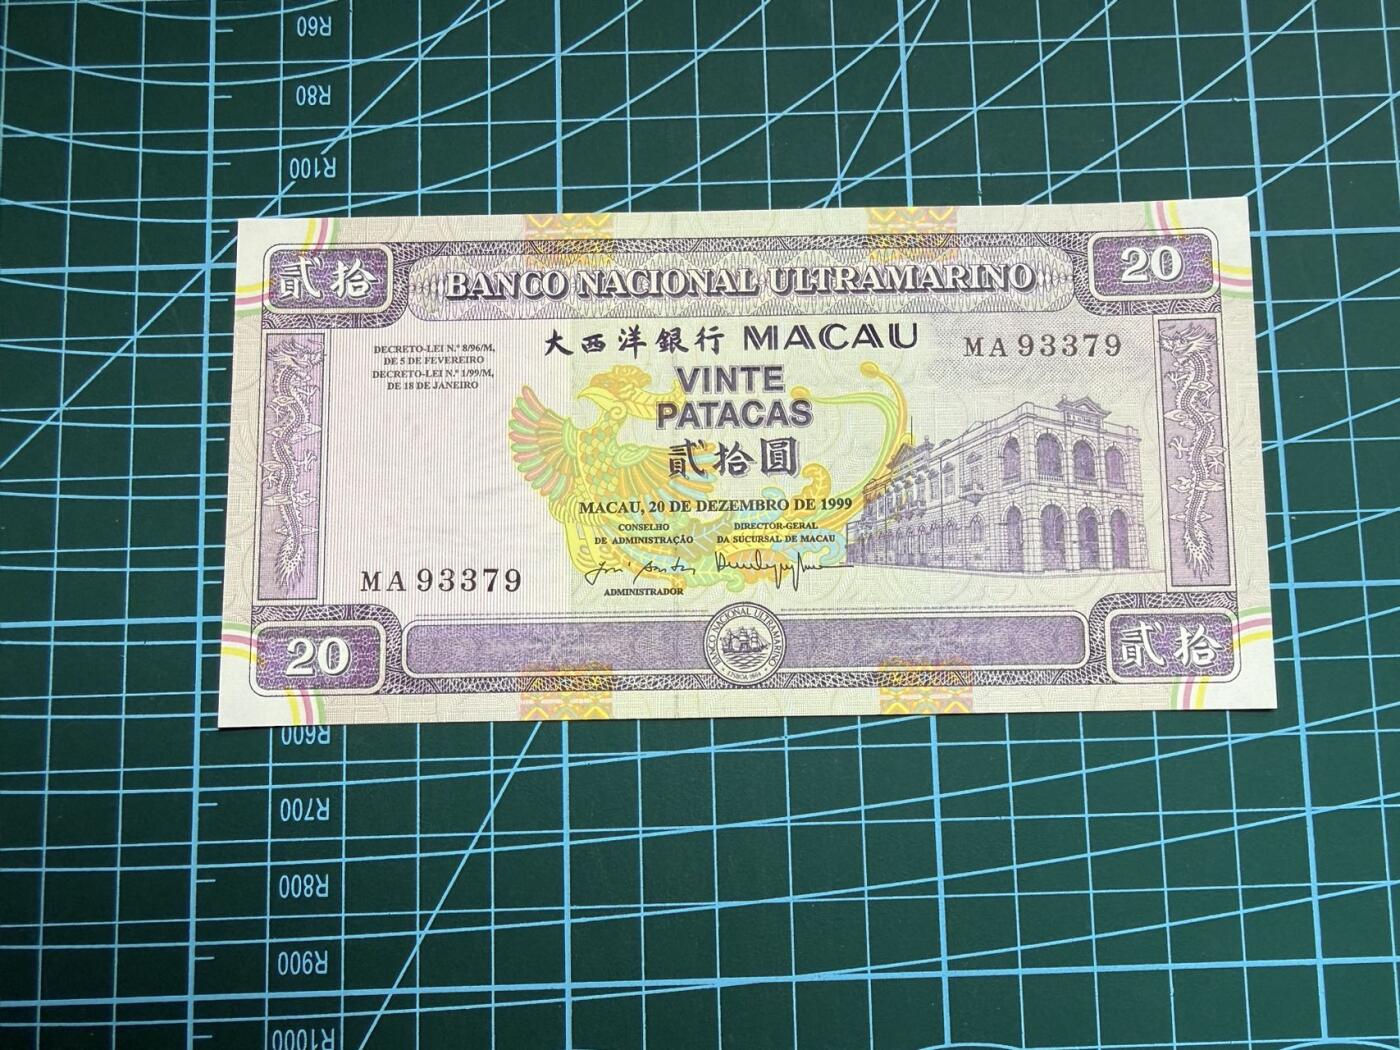 R60
R80
R100
貳拾
BANCO NACIONAL ULTRAMARINO
20
DECRETO-LEI N.º 8/96/M,
DE 5 DE FEVEREIRO
DECRETO-LEI N.º 1/99/M,
DE 18 DE JANEIRO
大西洋銀行 MACAU
MA 93379
VINTE
PATACAS
貳拾圓
MACAU, 20 DE DEZEMBRO DE 1999
CONSELHO
DE ADMINISTRAÇÃO
DIRECTOR-GERAL
DA SUCURSAL DE MACAU
ADMINISTRADOR
MA 93379
20
BANCO NACIONAL ULTRAMARINO
貳拾
R600
R700
R800
R900
R1000